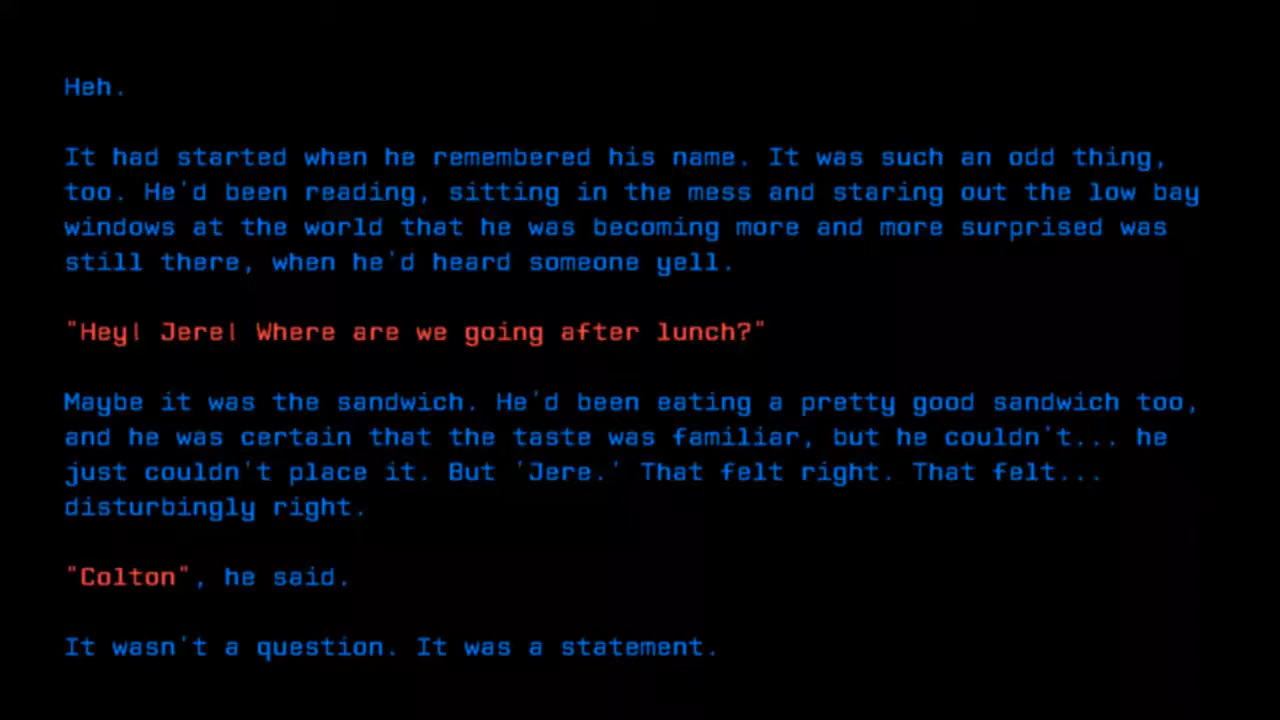 Heh.
It had started when he remembered his name. It was such an odd thing,
too. He'd been reading, sitting in the mess and staring out the low bay
windows at the world that he was becoming more and more surprised was
still there, when he'd heard someone yell.
"Hey! Jere! Where are we going after lunch?"
Maybe it was the sandwich. He'd been eating a pretty good sandwich too,
and he was certain that the taste was familiar, but he couldn't... he
just couldn't place it. But 'Jere.' That felt right. That felt...
disturbingly right.
"Colton", he said.
It wasn't a question. It was a statement.